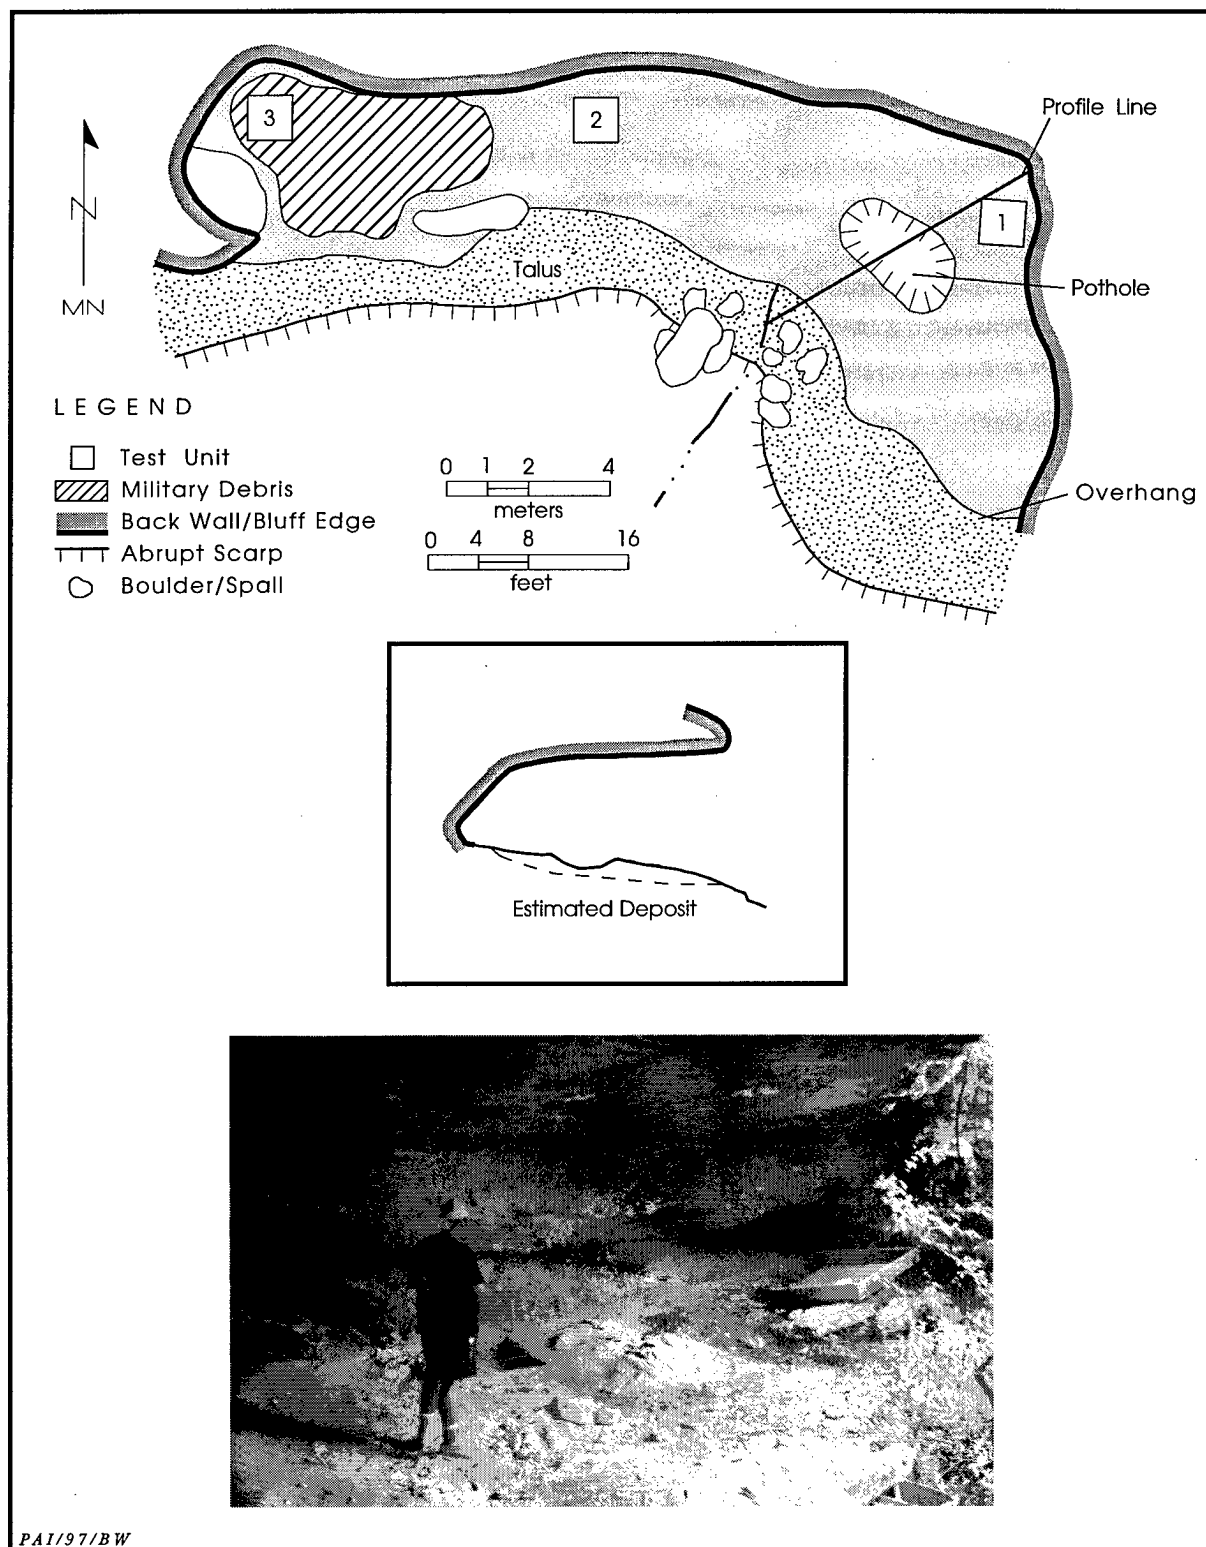 3
2
Profile Line
1
N
Talus
Pothole
MN
LEGEND
Test Unit
0 1 2 4
meters
Military Debris
Overhang
Back Wall/Bluff Edge
0 4 8 16
feet
Abrupt Scarp
Boulder/Spall
Estimated Deposit
PAI/97/BW